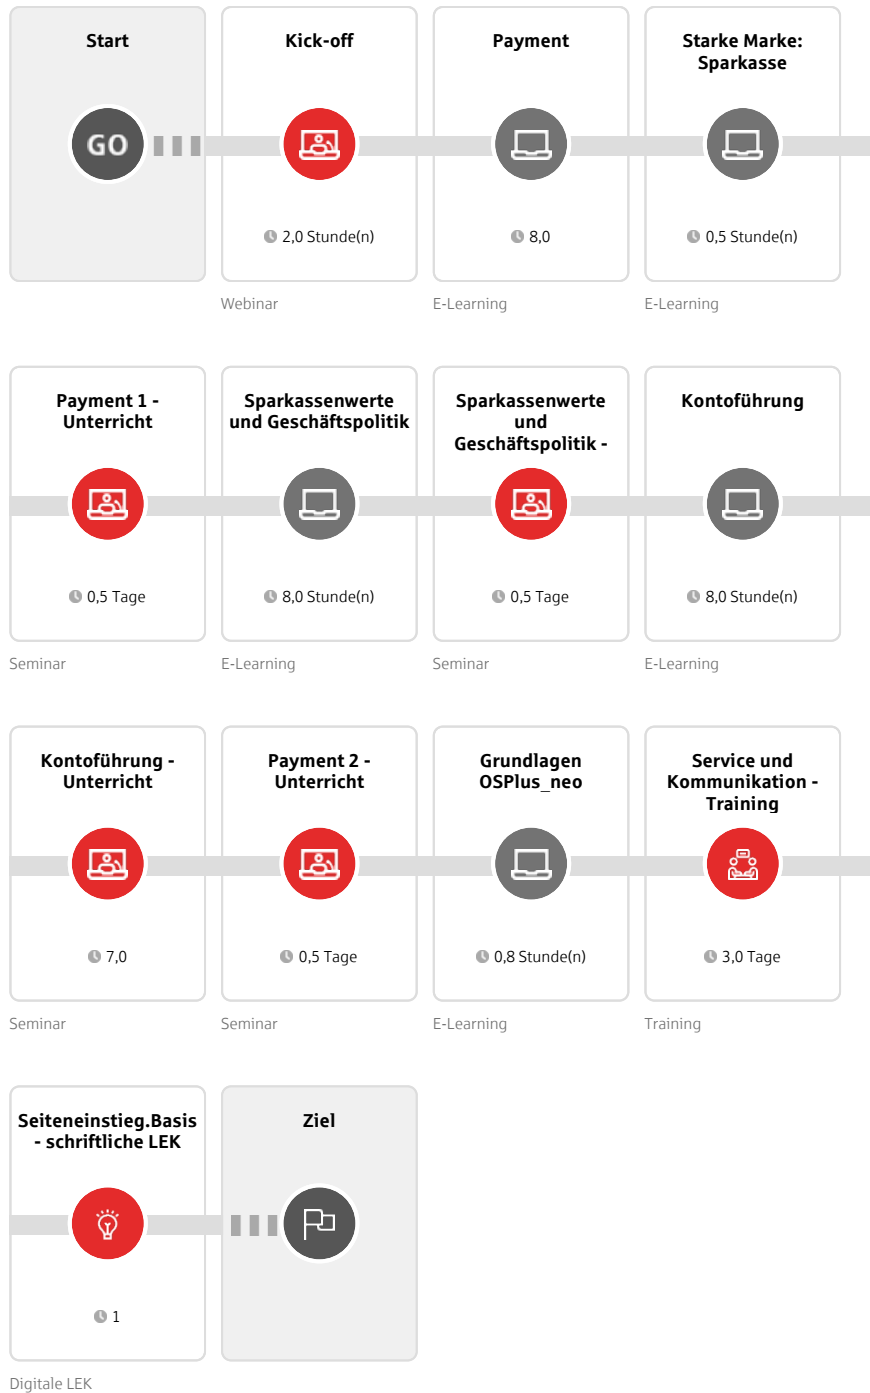 Start
GO
Kick-off
2,0 Stunde(n)
Webinar
Payment
8,0
E-Learning
Starke Marke:
Sparkasse
0,5 Stunde(n)
E-Learning
Payment 1 -
Unterricht
0,5 Tage
Seminar
Sparkassenwerte
und Geschäftspolitik
8,0 Stunde(n)
E-Learning
Sparkassenwerte
und
Geschäftspolitik -
0,5 Tage
Seminar
Kontoführung
8,0 Stunde(n)
E-Learning
Kontoführung -
Unterricht
7,0
Seminar
Payment 2 -
Unterricht
0,5 Tage
Seminar
Grundlagen
OSPlus_neo
0,8 Stunde(n)
E-Learning
Service und
Kommunikation -
Training
3,0 Tage
Training
Seiteneinstieg.Basis
- schriftliche LEK
1
Digitale LEK
Ziel